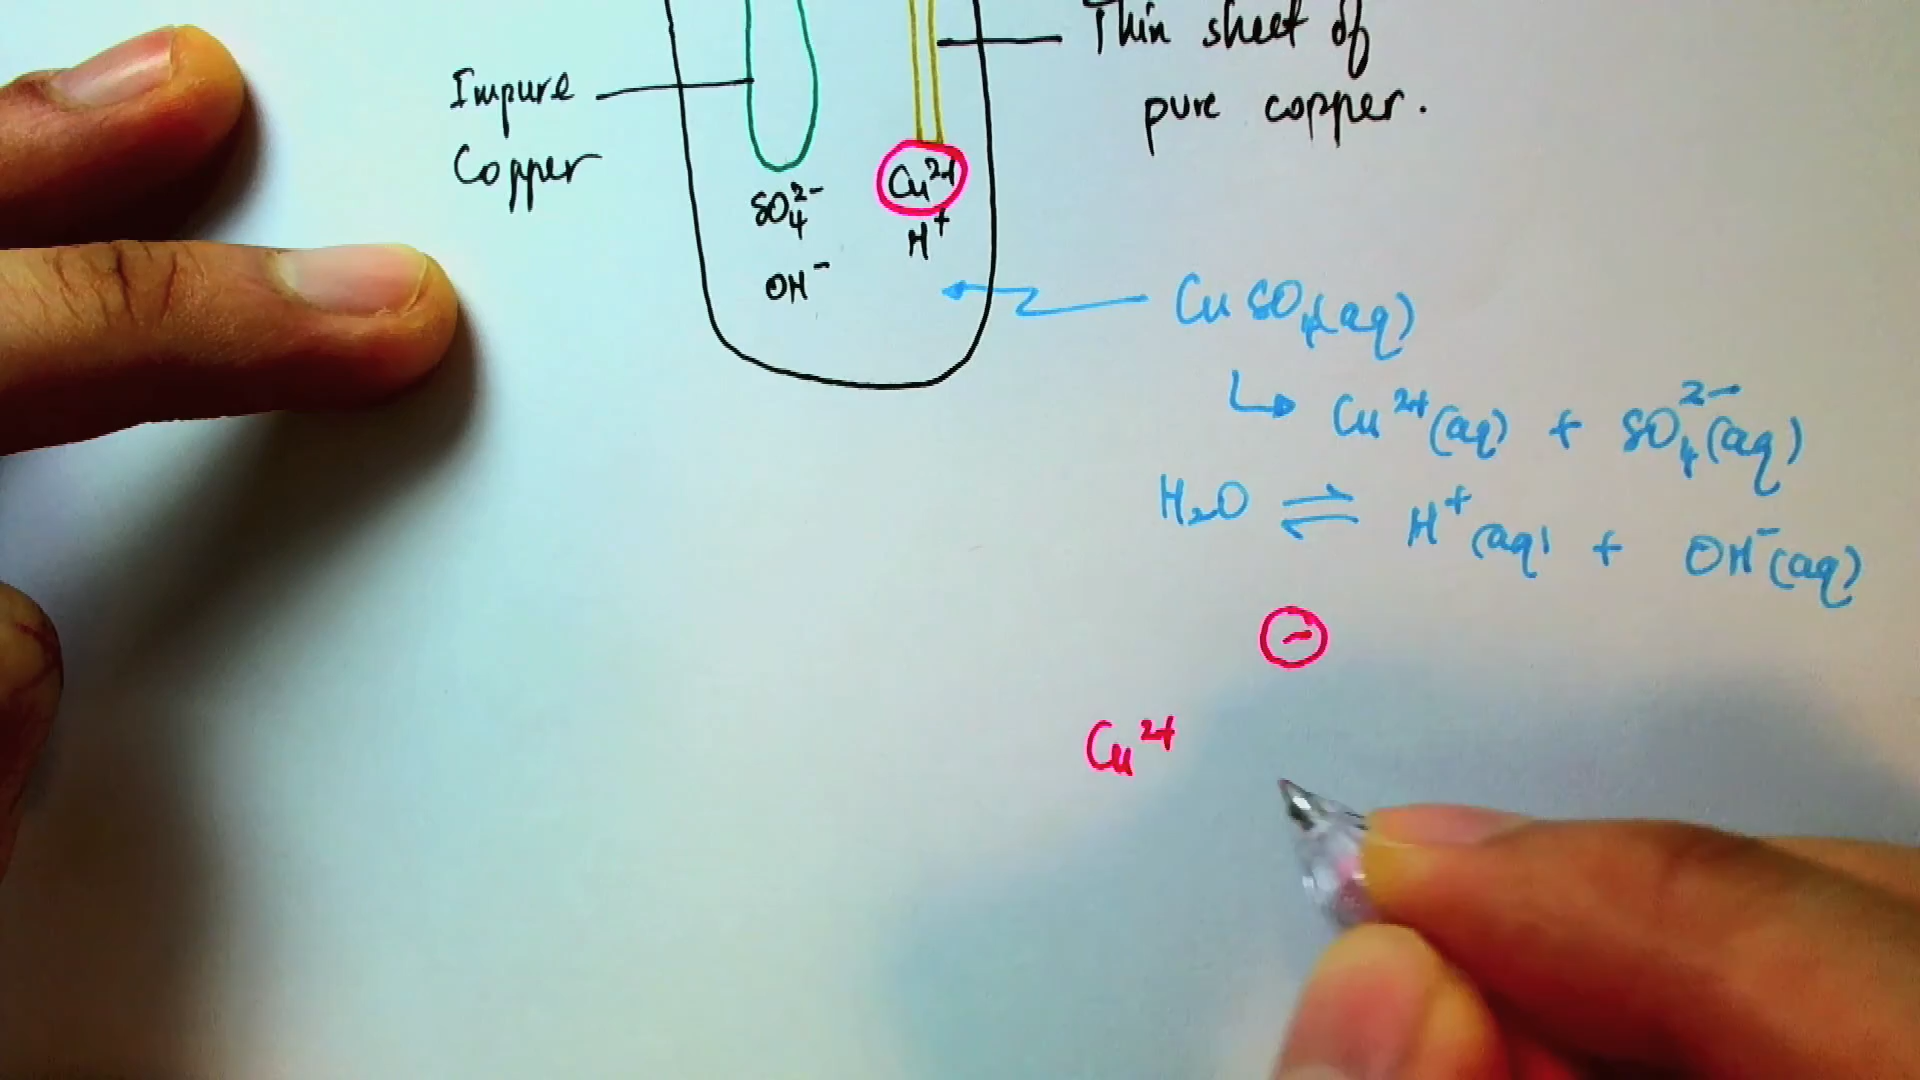 Thin sheet of
pure copper.
Impure
Copper
Cu²⁺
SO₄²⁻
H⁺
OH⁻
CuSO₄(aq)
↳ Cu²⁺(aq) + SO₄²⁻(aq)
H₂O ⇌ H⁺(aq) + OH⁻(aq)
⊖
Cu²⁺